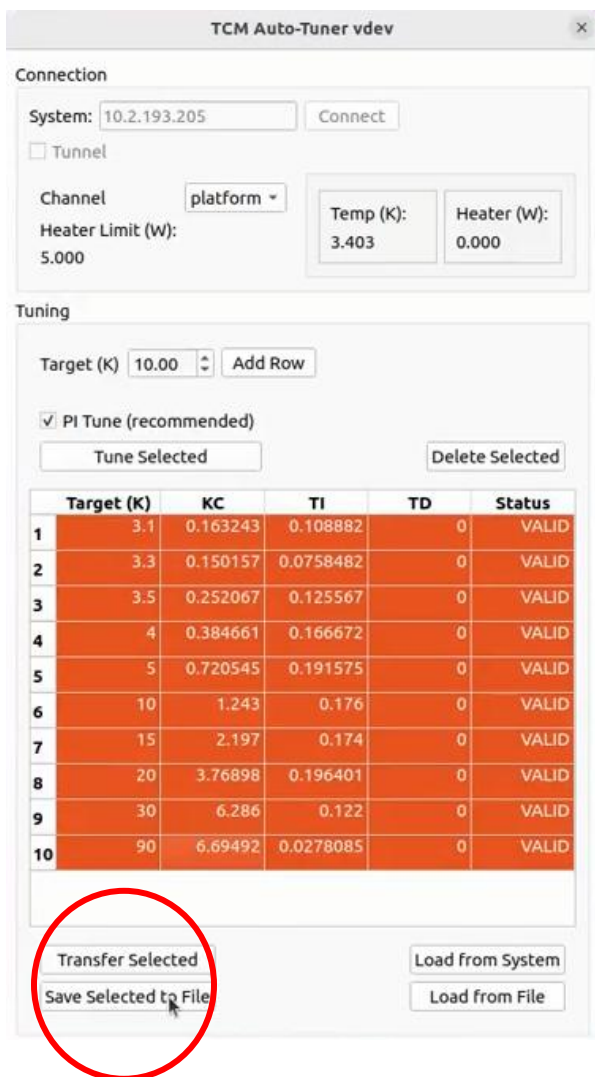 TCM Auto-Tuner vdev ×
Connection
System: 10.2.193.205 Connect
Tunnel
Channel platform
Heater Limit (W):
5.000
Temp (K):
3.403
Heater (W):
0.000
Tuning
Target (K) 10.00 Add Row
PI Tune (recommended)
Tune Selected Delete Selected
Target (K) KC TI TD Status
1 3.1 0.163243 0.108882 0 VALID
2 3.3 0.150157 0.0758482 0 VALID
3 3.5 0.252067 0.125567 0 VALID
4 4 0.384661 0.166672 0 VALID
5 5 0.720545 0.191575 0 VALID
6 10 1.243 0.176 0 VALID
7 15 2.197 0.174 0 VALID
8 20 3.76898 0.196401 0 VALID
9 30 6.286 0.122 0 VALID
10 90 6.69492 0.0278085 0 VALID
Transfer Selected Load from System
Save Selected to File Load from File